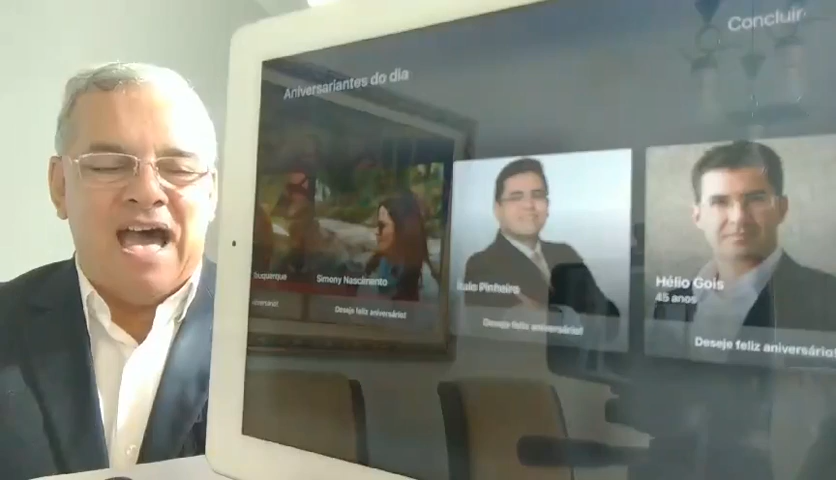 Concluir
Aniversariantes do dia
buquerque
Simony Nascimento
Deseje feliz aniversário!
Ítalo Pinheiro
Deseje feliz aniversário!
Hélio Gois
45 anos
Deseje feliz aniversário!